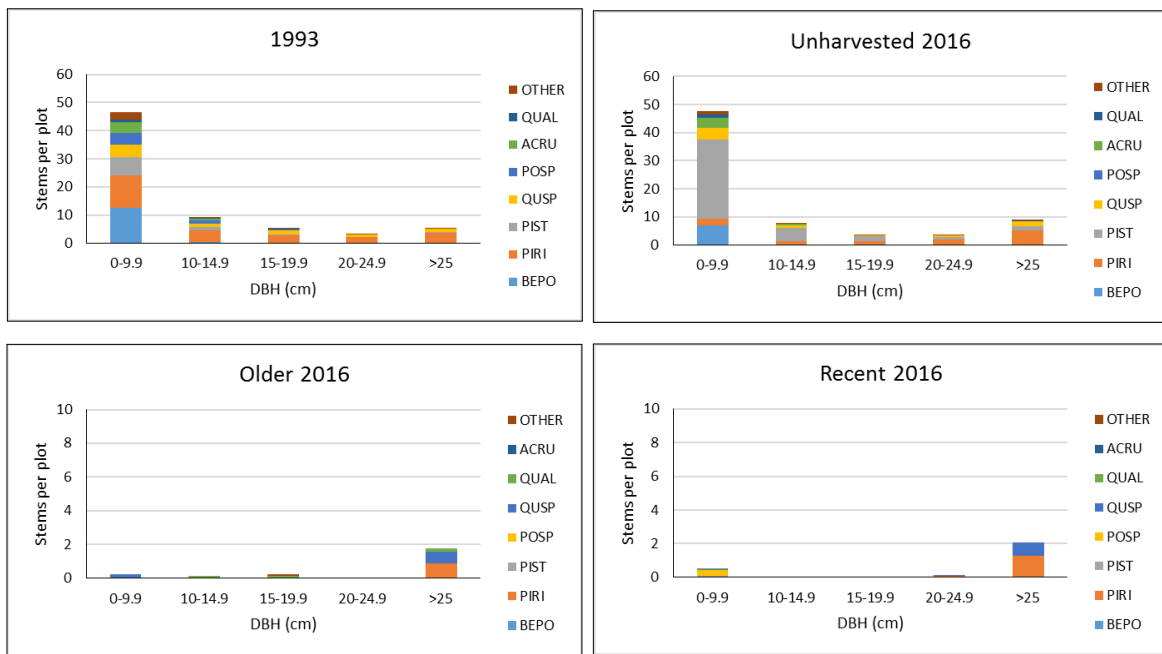 1993
60
50
40
30
20
10
0
Stems per plot
0-9.9 10-14.9 15-19.9 20-24.9 >25
DBH (cm)
OTHER
QUAL
ACRU
POSP
QUSP
PIST
PIRI
BEPO
Unharvested 2016
60
50
40
30
20
10
0
Stems per plot
0-9.9 10-14.9 15-19.9 20-24.9 >25
DBH (cm)
OTHER
QUAL
ACRU
POSP
QUSP
PIST
PIRI
BEPO
Older 2016
10
8
6
4
2
0
Stems per plot
0-9.9 10-14.9 15-19.9 20-24.9 >25
DBH (cm)
OTHER
ACRU
QUAL
QUSP
POSP
PIST
PIRI
BEPO
Recent 2016
10
8
6
4
2
0
Stems per plot
0-9.9 10-14.9 15-19.9 20-24.9 >25
DBH (cm)
OTHER
ACRU
QUAL
QUSP
POSP
PIST
PIRI
BEPO